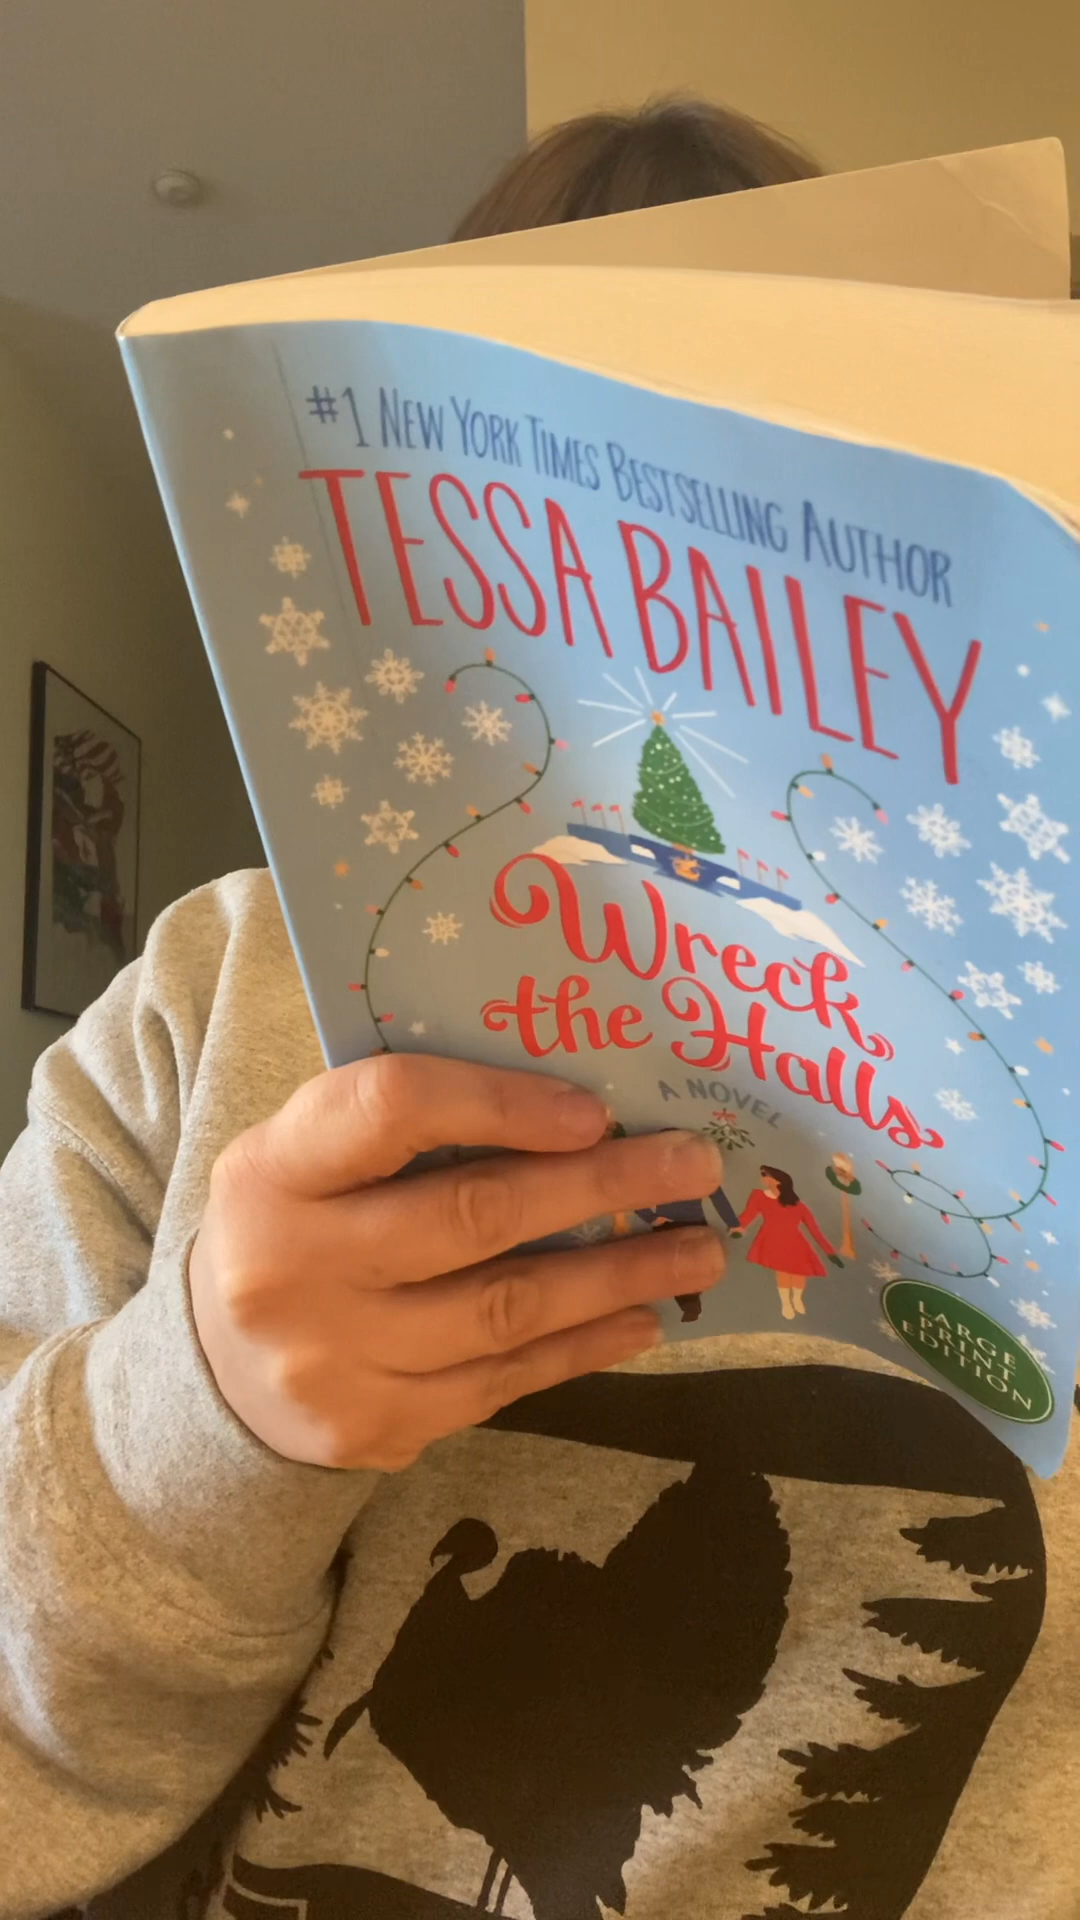 #1 NEW YORK TIMES BESTSELLING AUTHOR
TESSA BAILEY
Wreck
the Halls
A NOVEL
LARGE
PRINT
EDITION